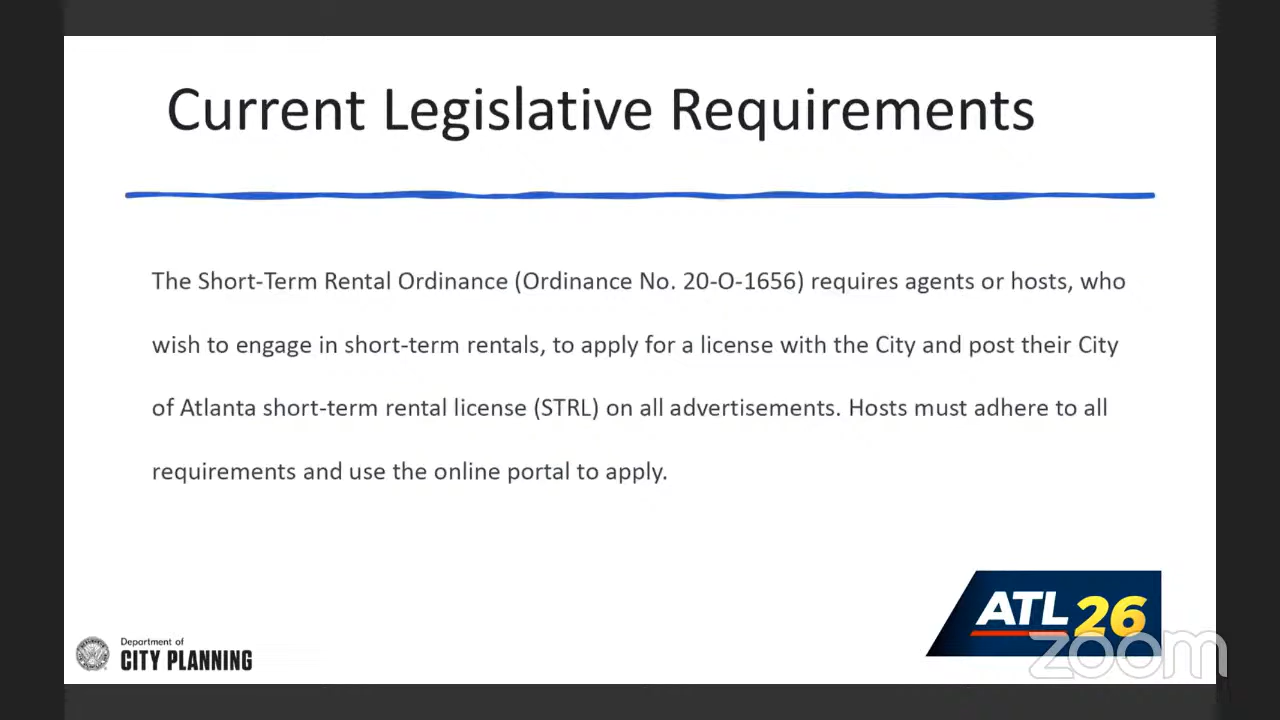 Current Legislative Requirements
The Short-Term Rental Ordinance (Ordinance No. 20-O-1656) requires agents or hosts, who
wish to engage in short-term rentals, to apply for a license with the City and post their City
of Atlanta short-term rental license (STRL) on all advertisements. Hosts must adhere to all
requirements and use the online portal to apply.
ATL 26
zoom
Department of
CITY PLANNING